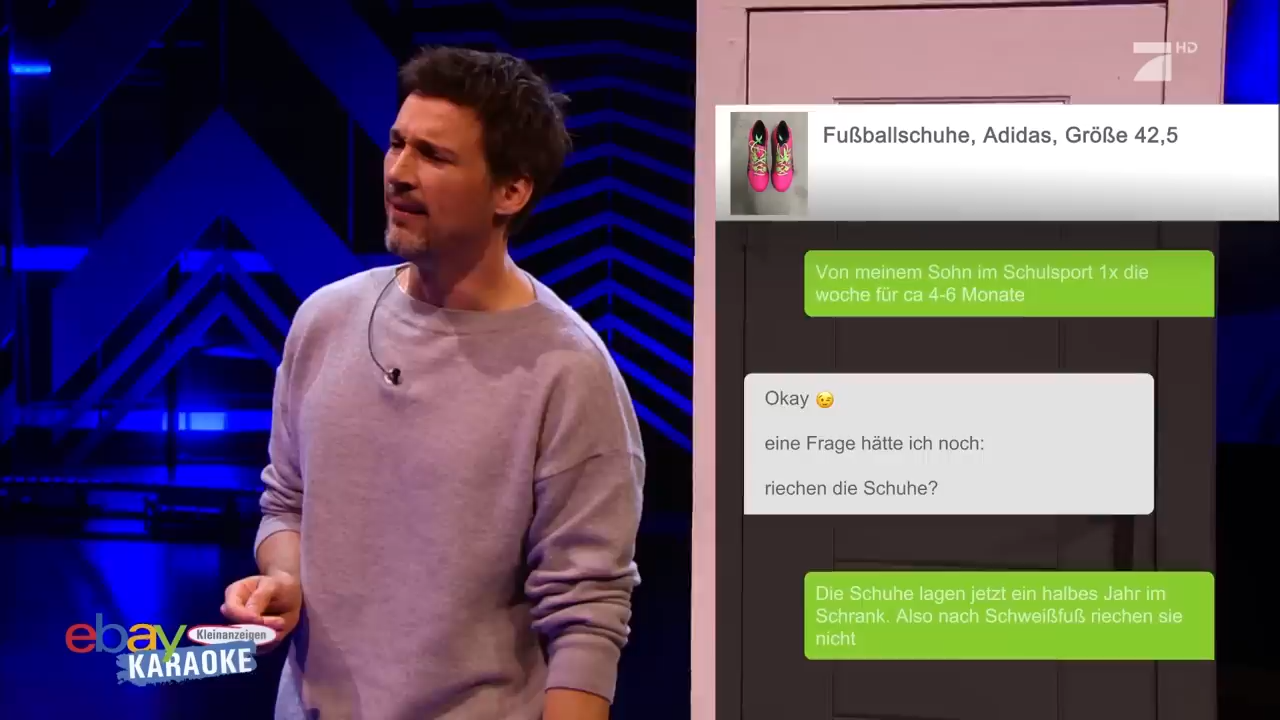 HD
Fußballschuhe, Adidas, Größe 42,5
Von meinem Sohn im Schulsport 1x die
woche für ca 4-6 Monate
Okay 😉
eine Frage hätte ich noch:
riechen die Schuhe?
Die Schuhe lagen jetzt ein halbes Jahr im
Schrank. Also nach Schweißfuß riechen sie
nicht
ebay Kleinanzeigen
KARAOKE